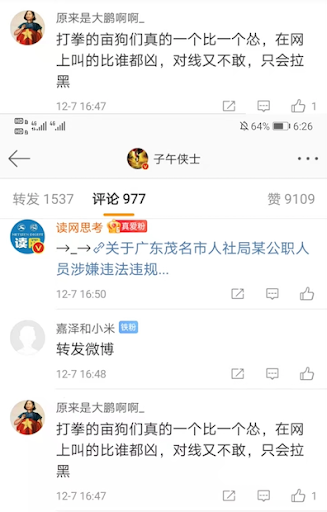 原来是大鹏啊啊_
打拳的亩狗们真的一个比一个怂，在网
上叫的比谁都凶，对线又不敢，只会拉
黑
12-7 16:47
1
64% 6:26
子午侠士
转发 1537 评论 977 赞 9109
读网思考 真爱粉
→_→关于广东茂名市人社局某公职人
员涉嫌违法违规...
12-7 16:50
嘉泽和小米 铁粉
转发微博
12-7 16:48
原来是大鹏啊啊_
打拳的亩狗们真的一个比一个怂，在网
上叫的比谁都凶，对线又不敢，只会拉
黑
12-7 16:47
1